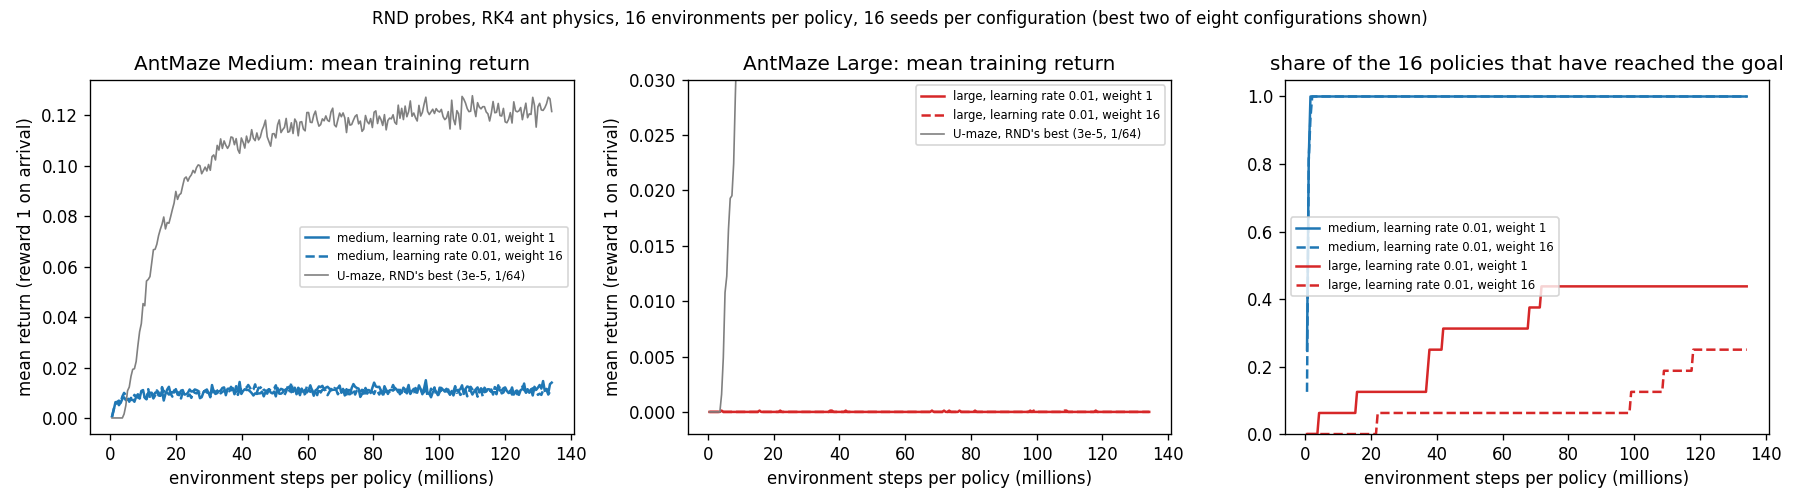 RND probes, RK4 ant physics, 16 environments per policy, 16 seeds per configuration (best two of eight configurations shown)
AntMaze Medium: mean training return
mean return (reward 1 on arrival)
0.12
0.10
0.08
0.06
0.04
0.02
0.00
medium, learning rate 0.01, weight 1
medium, learning rate 0.01, weight 16
U-maze, RND's best (3e-5, 1/64)
0 20 40 60 80 100 120 140
environment steps per policy (millions)
AntMaze Large: mean training return
mean return (reward 1 on arrival)
0.030
0.025
0.020
0.015
0.010
0.005
0.000
large, learning rate 0.01, weight 1
large, learning rate 0.01, weight 16
U-maze, RND's best (3e-5, 1/64)
0 20 40 60 80 100 120 140
environment steps per policy (millions)
share of the 16 policies that have reached the goal
1.0
0.8
0.6
0.4
0.2
0.0
medium, learning rate 0.01, weight 1
medium, learning rate 0.01, weight 16
large, learning rate 0.01, weight 1
large, learning rate 0.01, weight 16
0 20 40 60 80 100 120 140
environment steps per policy (millions)